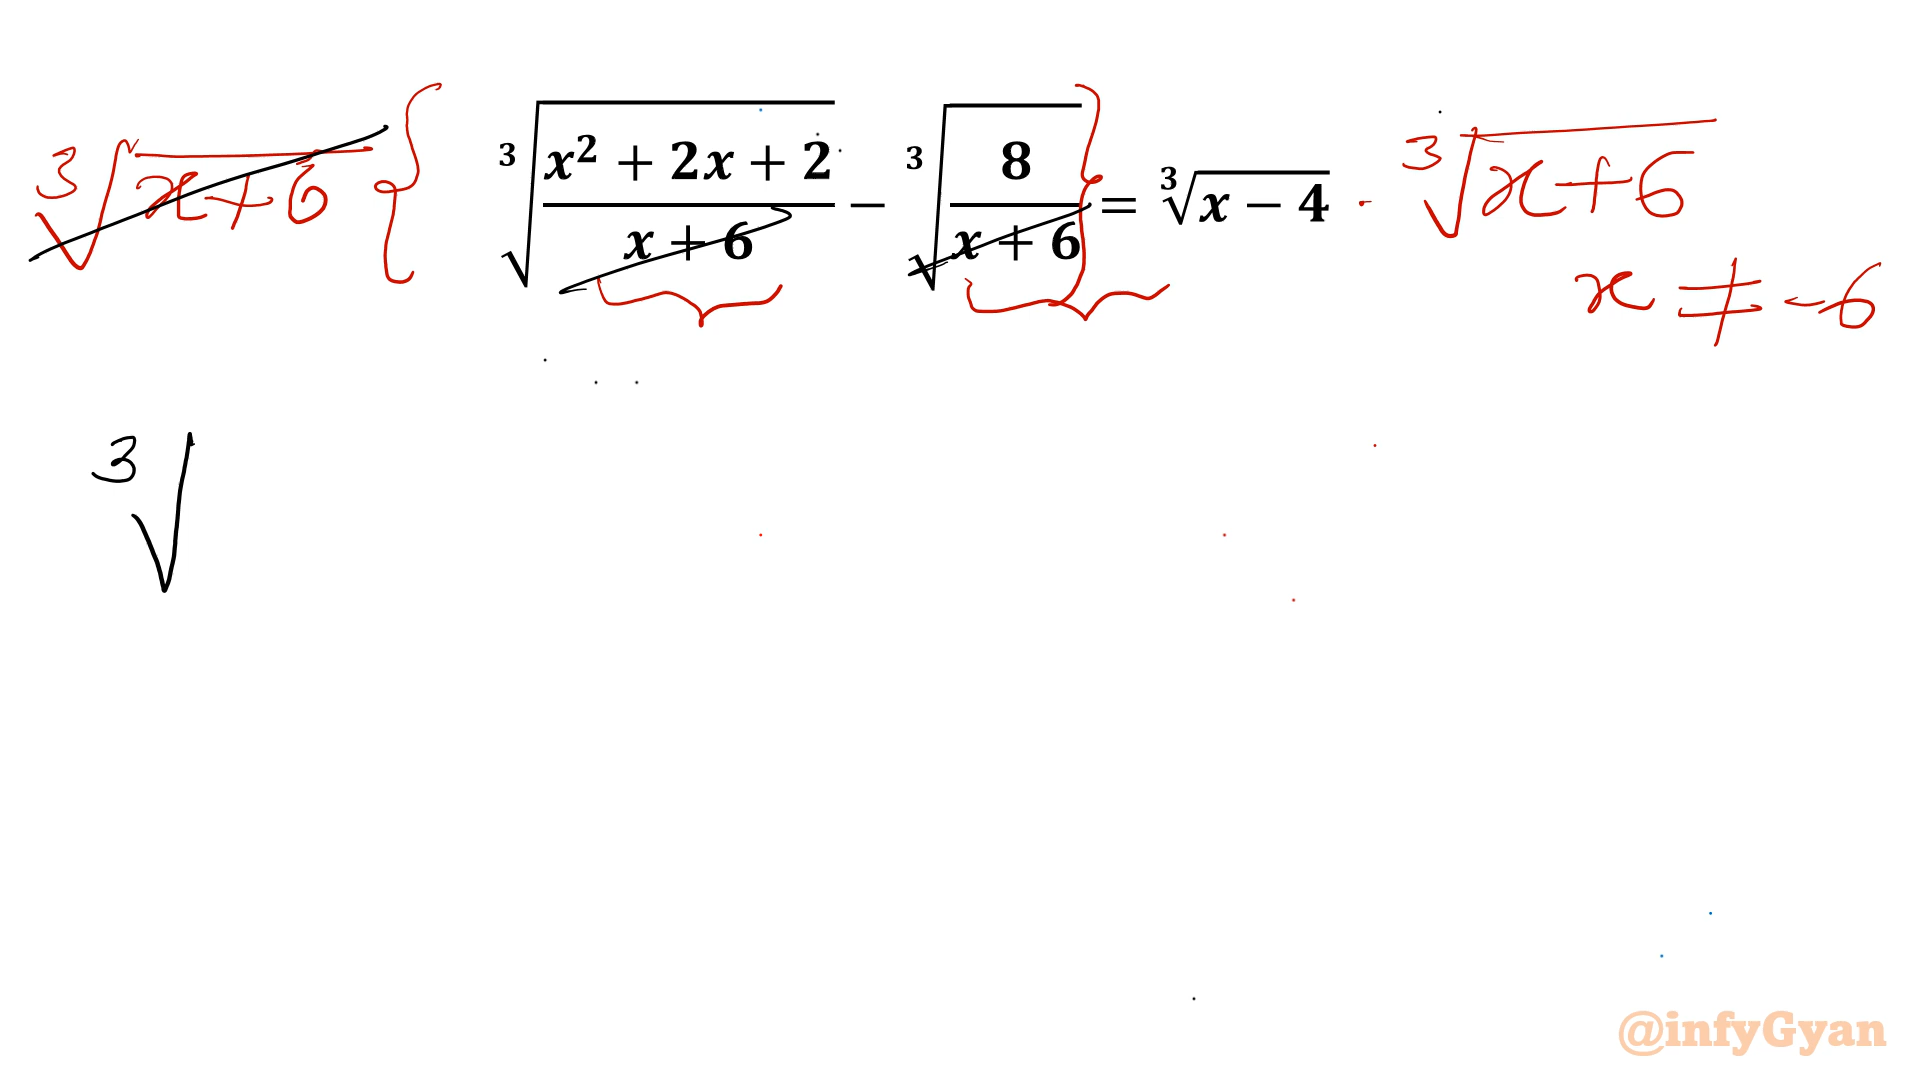 ∛(x+6) { ∛((x² + 2x + 2)/(x + 6)) − ∛(8/(x + 6)) } = ∛(x − 4) · ∛(x+6)
x ≠ -6
3√
@infyGyan